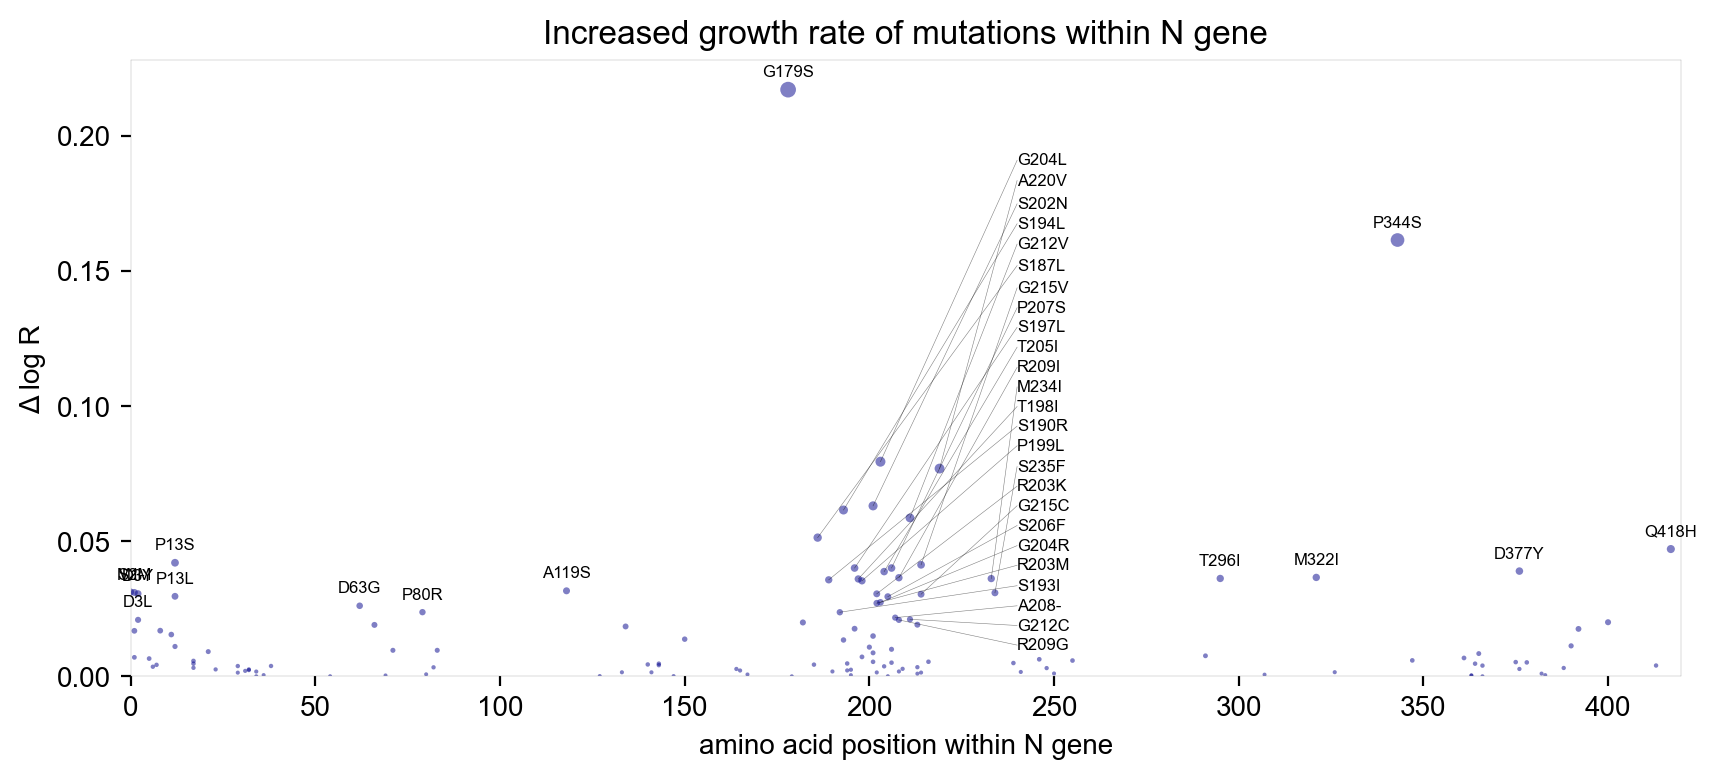 Increased growth rate of mutations within N gene
G179S
0.20
G204L
A220V
S202N
S194L
P344S
G212V
S187L
0.15
G215V
P207S
S197L
T205I
R209I
Δ log R
M234I
0.10
T198I
S190R
P199L
S235F
R203K
G215C
S206F
Q418H
0.05
P13S
G204R
D377Y
T296I
M322I
R203M
A119S
P13L
D63G
P80R
S193I
D3L
A208-
G212C
R209G
0.00
0
50
100
150
200
250
300
350
400
amino acid position within N gene